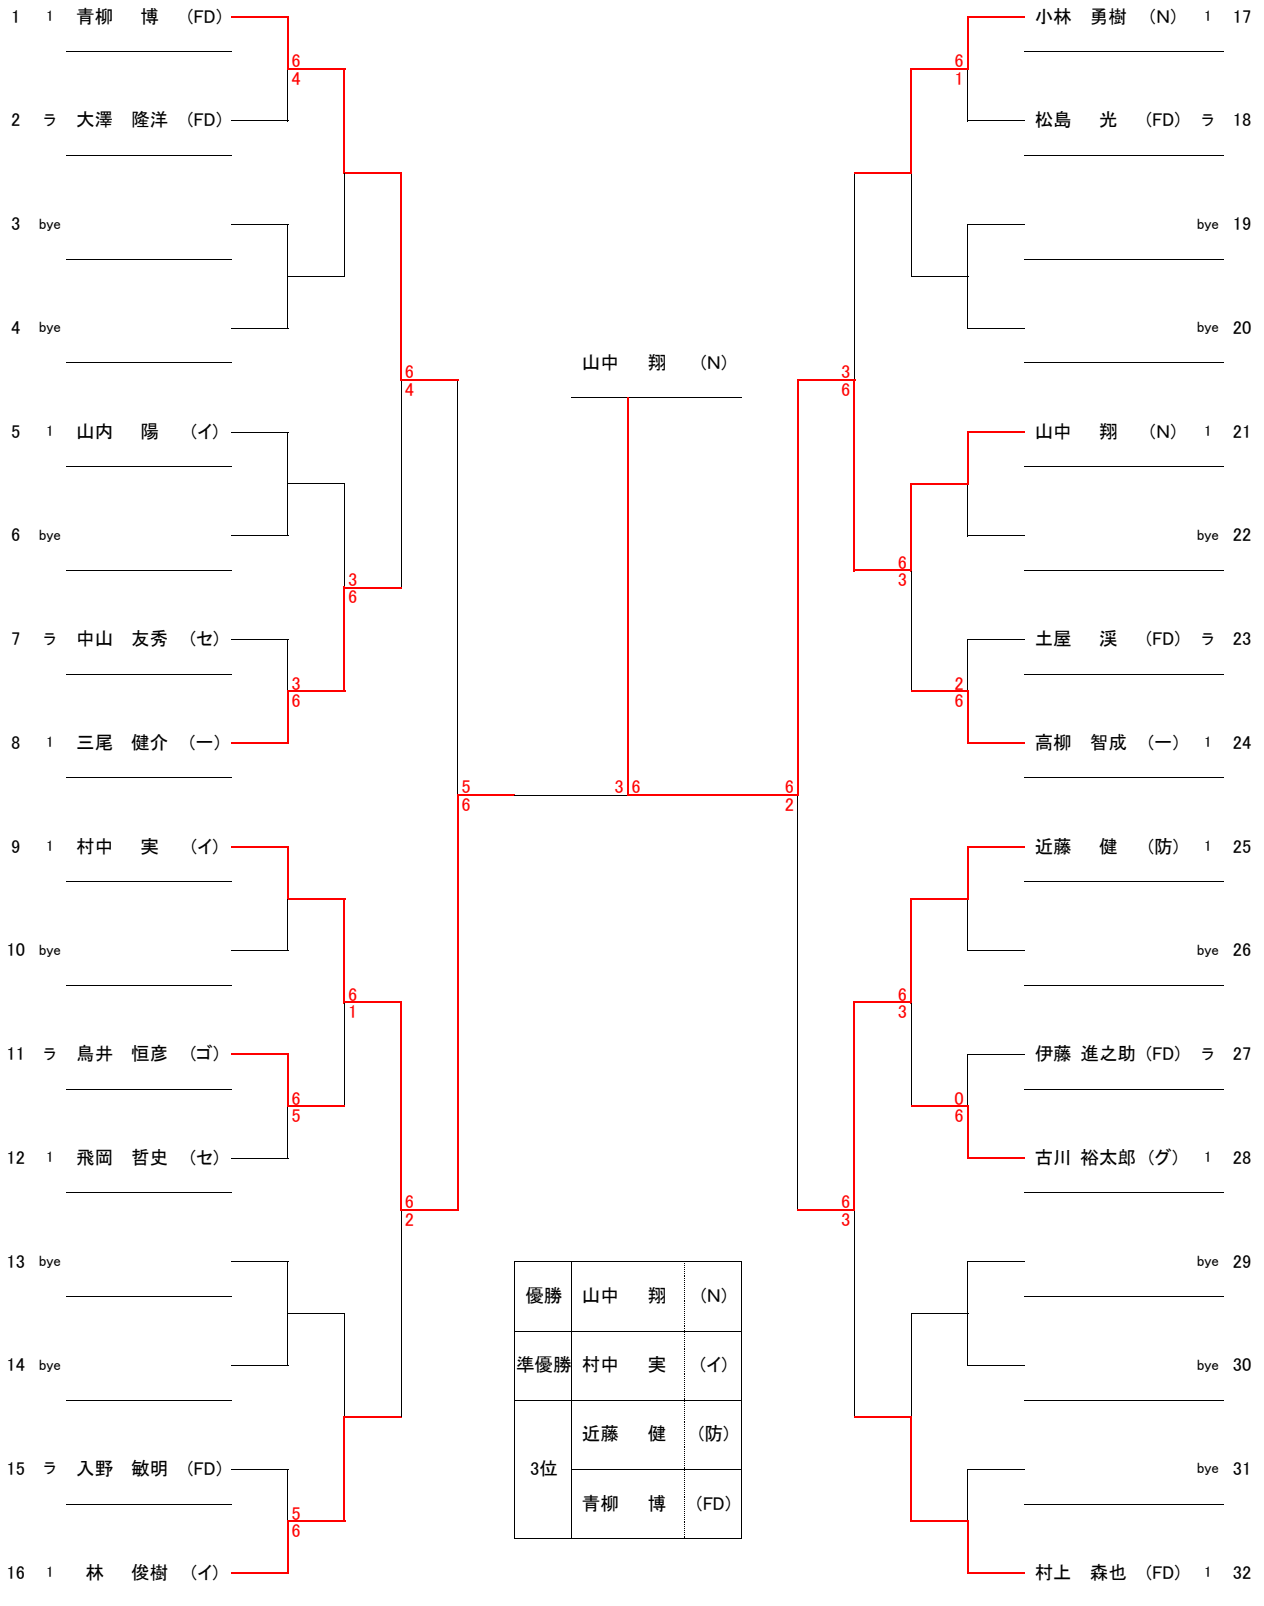 1 1 青柳 博 (FD)
6
4
2 ラ 大澤 隆洋 (FD)
3 bye
4 bye
6
4
5 1 山内 陽 (イ)
6 bye
3
6
7 ラ 中山 友秀 (セ)
3
6
8 1 三尾 健介 (一)
5
6
9 1 村中 実 (イ)
10 bye
6
1
11 ラ 鳥井 恒彦 (ゴ)
6
5
12 1 飛岡 哲史 (セ)
6
2
13 bye
14 bye
15 ラ 入野 敏明 (FD)
5
6
16 1 林 俊樹 (イ)
山中 翔 (N)
3 6
小林 勇樹 (N) 1 17
6
1
松島 光 (FD) ラ 18
bye 19
bye 20
3
6
山中 翔 (N) 1 21
bye 22
6
3
土屋 渓 (FD) ラ 23
2
6
高柳 智成 (一) 1 24
6
2
近藤 健 (防) 1 25
bye 26
6
3
伊藤 進之助 (FD) ラ 27
0
6
古川 裕太郎 (グ) 1 28
6
3
bye 29
bye 30
bye 31
村上 森也 (FD) 1 32
優勝 山中 翔 (N)
準優勝 村中 実 (イ)
3位 近藤 健 (防)
青柳 博 (FD)